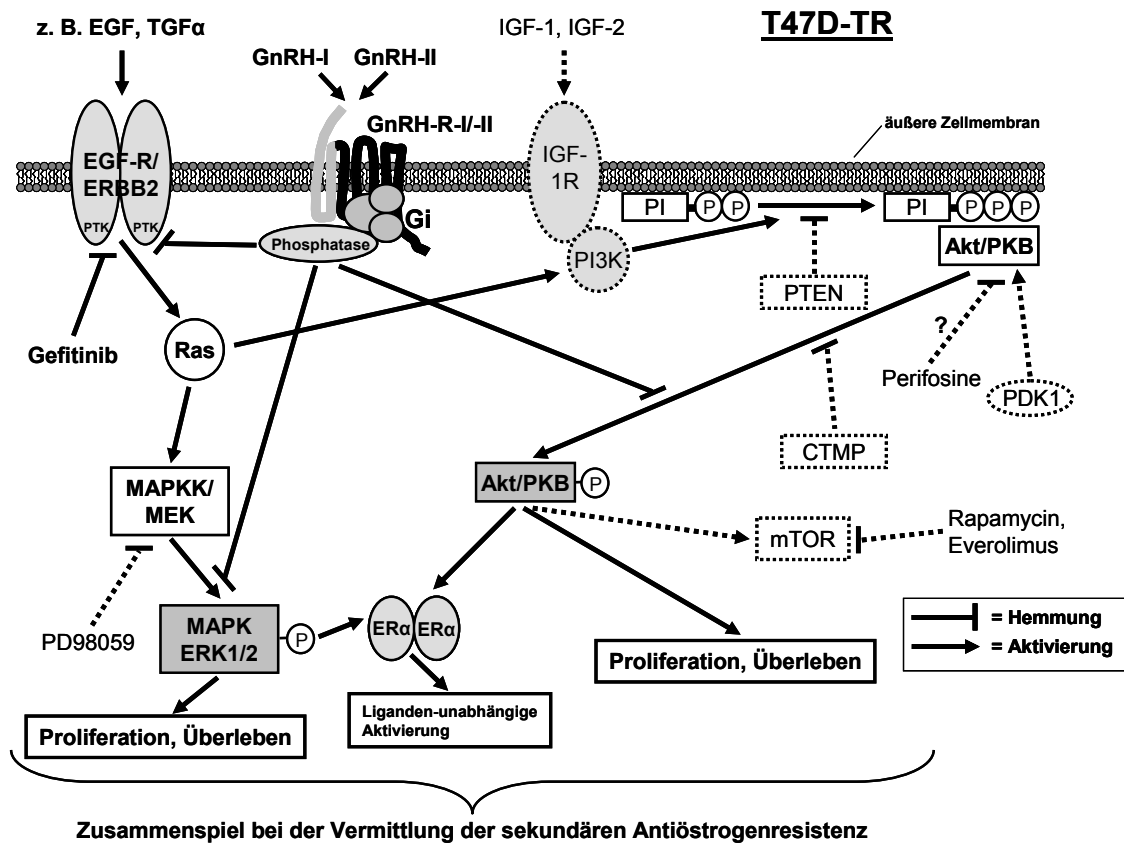 T47D-TR
z. B. EGF, TGFα
IGF-1, IGF-2
GnRH-I
GnRH-II
GnRH-R-I/-II
äußere Zellmembran
EGF-R/
ERBB2
PTK
PTK
IGF-
1R
PI
P
P
PI
P
P
P
Gi
Phosphatase
PI3K
Akt/PKB
PTEN
Gefitinib
Ras
?
Perifosine
PDK1
CTMP
MAPKK/
MEK
Akt/PKB
P
mTOR
Rapamycin,
Everolimus
PD98059
MAPK
ERK1/2
P
ERα
ERα
= Hemmung
= Aktivierung
Proliferation, Überleben
Liganden-unabhängige
Aktivierung
Proliferation, Überleben
Zusammenspiel bei der Vermittlung der sekundären Antiöstrogenresistenz